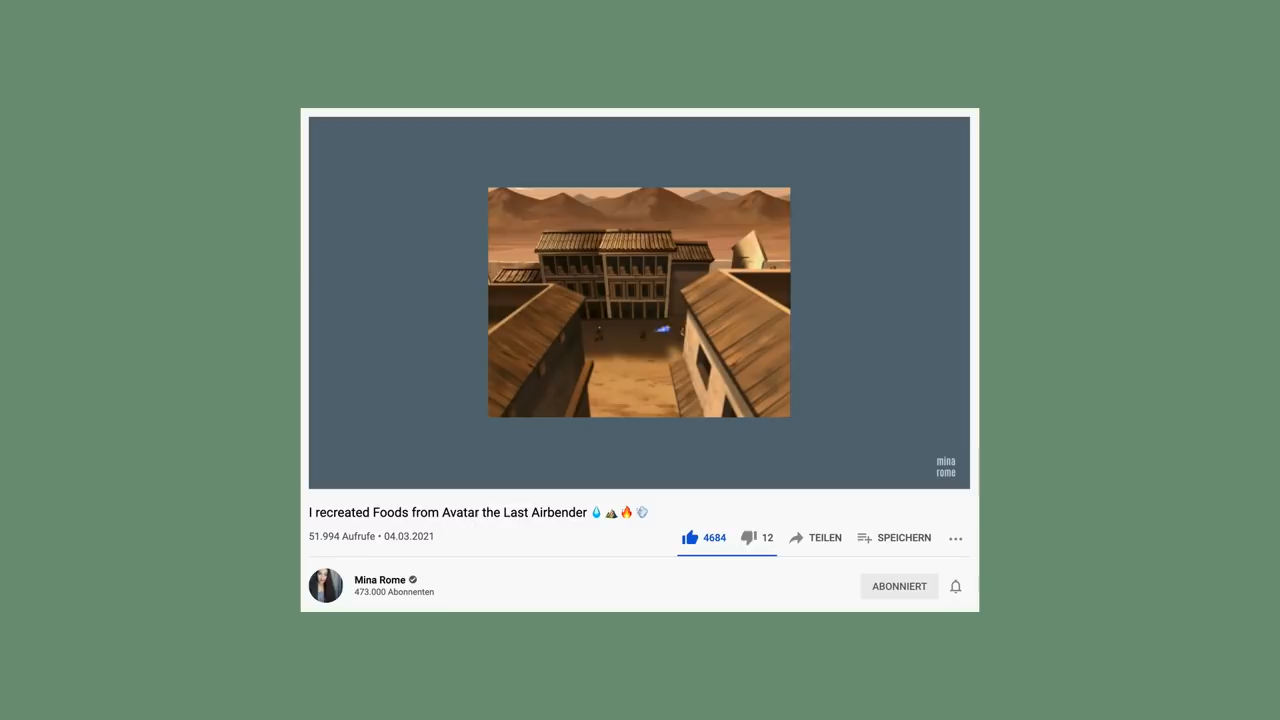 mina
rome
I recreated Foods from Avatar the Last Airbender 💧⛰️🔥💨
51.994 Aufrufe • 04.03.2021
4684 12 TEILEN SPEICHERN
Mina Rome
473.000 Abonnenten
ABONNIERT